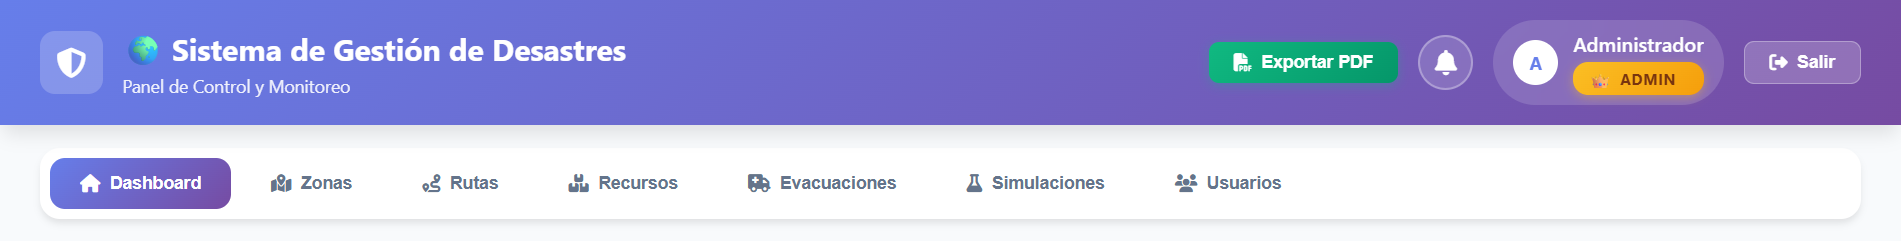 Sistema de Gestión de Desastres
Panel de Control y Monitoreo
PDF Exportar PDF
A
Administrador
ADMIN
Salir
Dashboard
Zonas
Rutas
Recursos
Evacuaciones
Simulaciones
Usuarios